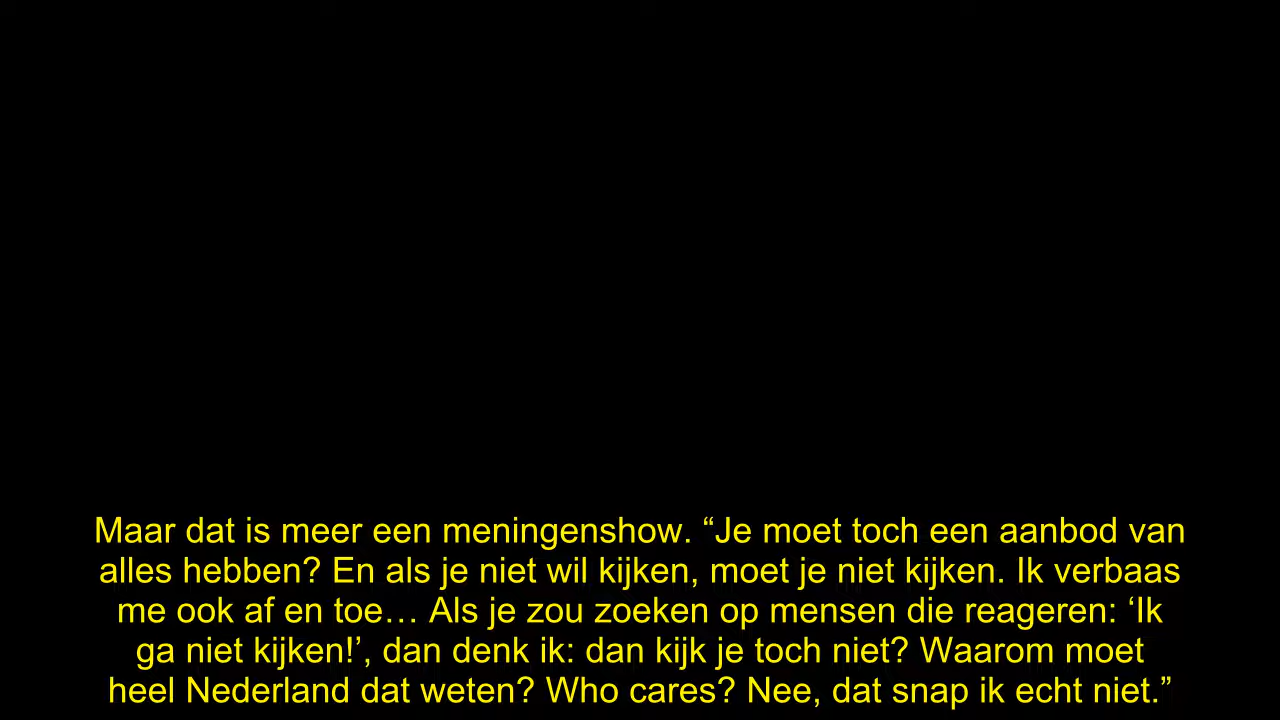 Maar dat is meer een meningenshow. “Je moet toch een aanbod van
alles hebben? En als je niet wil kijken, moet je niet kijken. Ik verbaas
me ook af en toe… Als je zou zoeken op mensen die reageren: ‘Ik
ga niet kijken!’, dan denk ik: dan kijk je toch niet? Waarom moet
heel Nederland dat weten? Who cares? Nee, dat snap ik echt niet.”